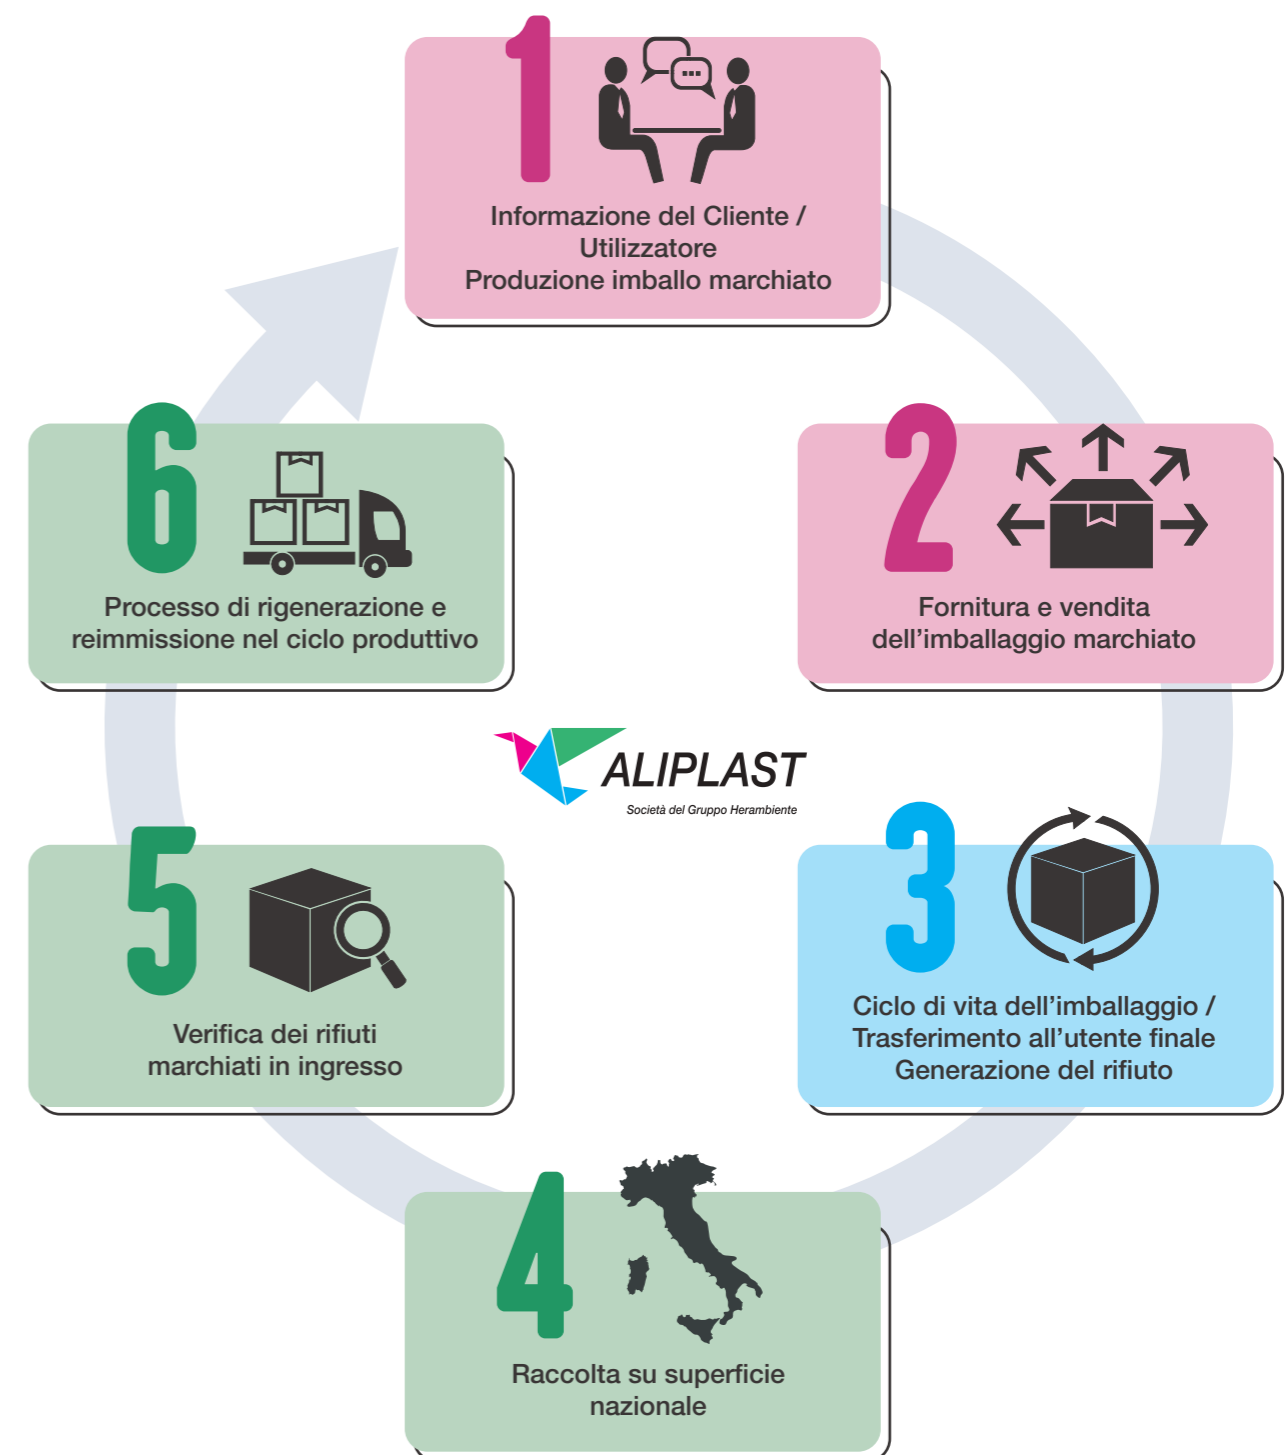 1
Informazione del Cliente /
Utilizzatore
Produzione imballo marchiato
2
Fornitura e vendita
dell’imballaggio marchiato
3
Ciclo di vita dell’imballaggio /
Trasferimento all’utente finale
Generazione del rifiuto
4
Raccolta su superficie
nazionale
5
Verifica dei rifiuti
marchiati in ingresso
6
Processo di rigenerazione e
reimmissione nel ciclo produttivo
ALIPLAST
Società del Gruppo Herambiente